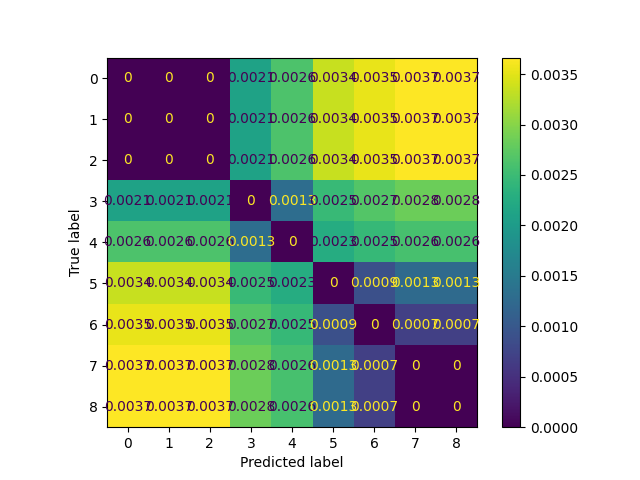 0 0 0 0 0.0021 0.0026 0.0034 0.0035 0.0037 0.0037 0.0035
1 0 0 0 0.0021 0.0026 0.0034 0.0035 0.0037 0.0037 0.0030
2 0 0 0 0.0021 0.0026 0.0034 0.0035 0.0037 0.0037 0.0025
3 0.0021 0.0021 0.0021 0 0.0013 0.0025 0.0027 0.0028 0.0028 0.0020
4 0.0026 0.0026 0.0026 0.0013 0 0.0023 0.0025 0.0026 0.0026
True label
5 0.0034 0.0034 0.0034 0.0025 0.0023 0 0.0009 0.0013 0.0013 0.0015
6 0.0035 0.0035 0.0035 0.0027 0.0025 0.0009 0 0.0007 0.0007 0.0010
7 0.0037 0.0037 0.0037 0.0028 0.0026 0.0013 0.0007 0 0 0.0005
8 0.0037 0.0037 0.0037 0.0028 0.0026 0.0013 0.0007 0 0 0.0000
0 1 2 3 4 5 6 7 8
Predicted label